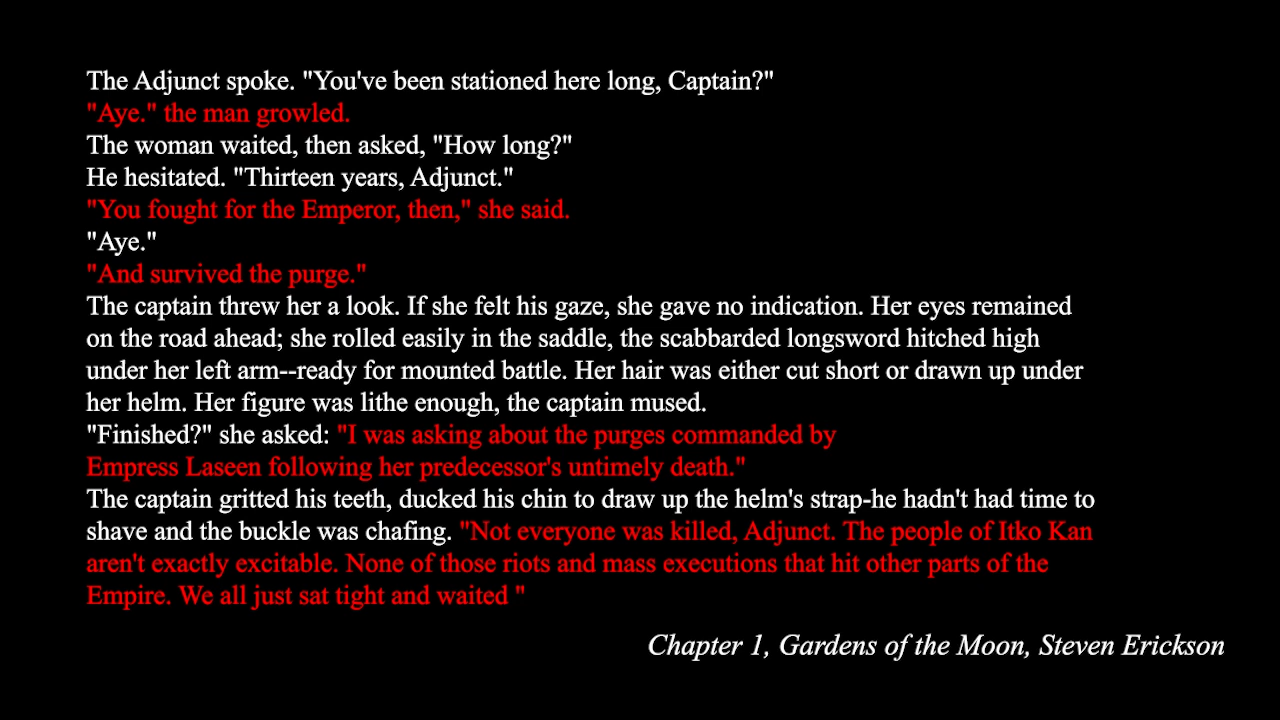 The Adjunct spoke. "You've been stationed here long, Captain?"
"Aye." the man growled.
The woman waited, then asked, "How long?"
He hesitated. "Thirteen years, Adjunct."
"You fought for the Emperor, then," she said.
"Aye."
"And survived the purge."
The captain threw her a look. If she felt his gaze, she gave no indication. Her eyes remained
on the road ahead; she rolled easily in the saddle, the scabbarded longsword hitched high
under her left arm--ready for mounted battle. Her hair was either cut short or drawn up under
her helm. Her figure was lithe enough, the captain mused.
"Finished?" she asked: "I was asking about the purges commanded by
Empress Laseen following her predecessor's untimely death."
The captain gritted his teeth, ducked his chin to draw up the helm's strap-he hadn't had time to
shave and the buckle was chafing. "Not everyone was killed, Adjunct. The people of Itko Kan
aren't exactly excitable. None of those riots and mass executions that hit other parts of the
Empire. We all just sat tight and waited "
Chapter 1, Gardens of the Moon, Steven Erickson